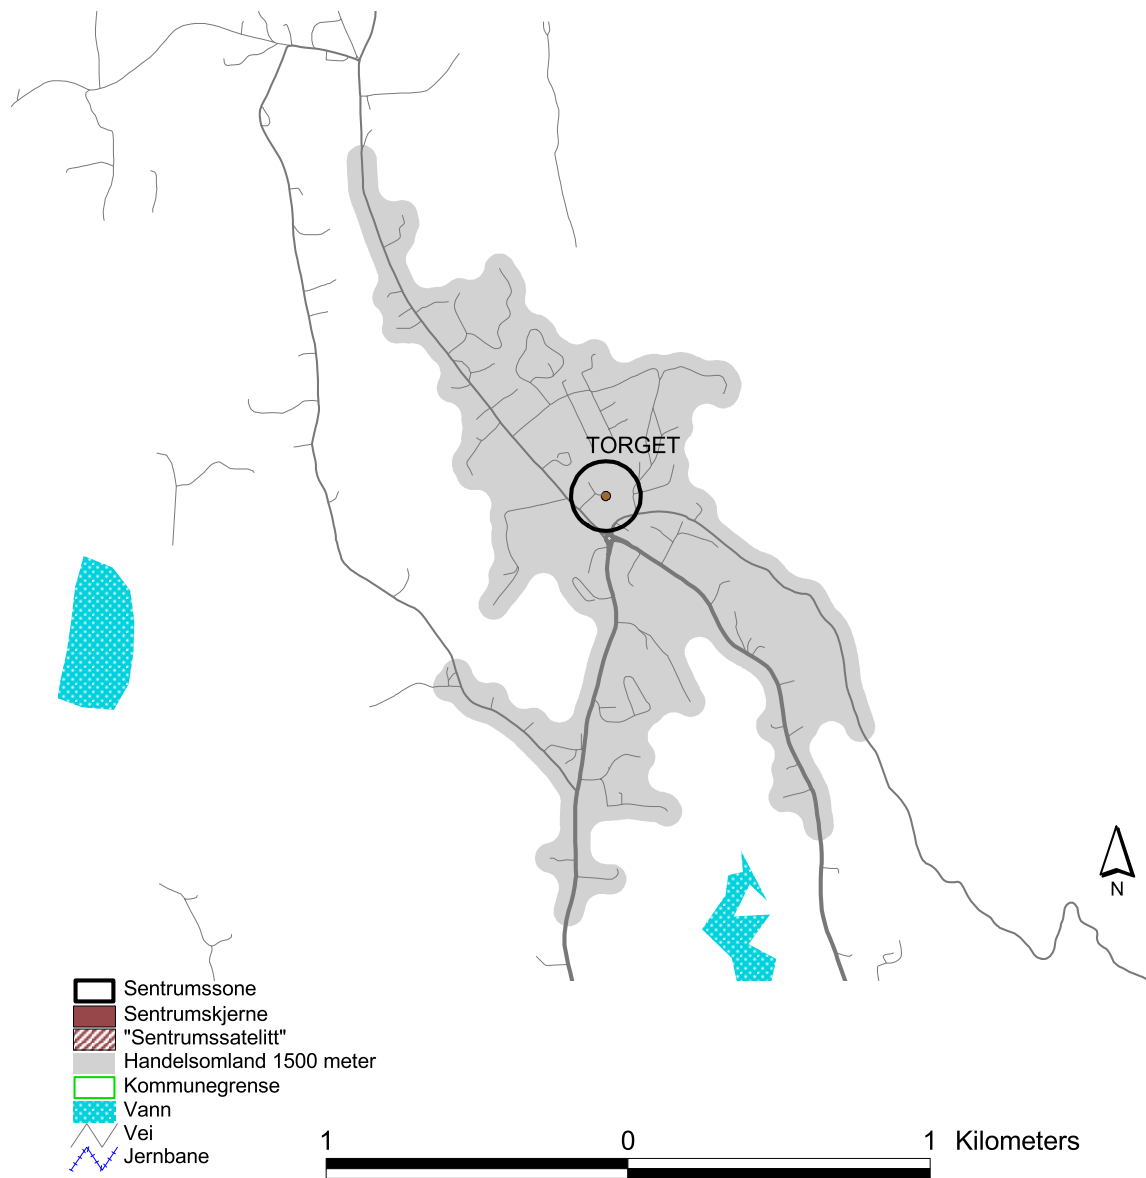 TORGET
N
Sentrumssone
Sentrumskjerne
"Sentrumssatelitt"
Handelsomland 1500 meter
Kommunegrense
Vann
Vei
Jernbane
1 0 1 Kilometers